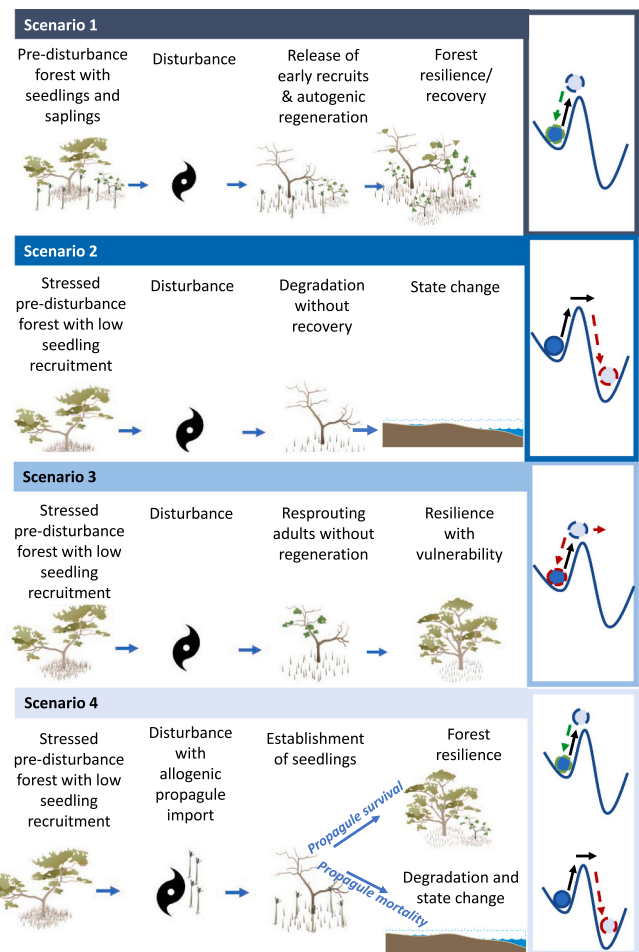 Scenario 1
Pre-disturbance
forest with
seedlings and
saplings
Disturbance
Release of
early recruits
& autogenic
regeneration
Forest
resilience/
recovery
Scenario 2
Stressed
pre-disturbance
forest with low
seedling
recruitment
Disturbance
Degradation
without
recovery
State change
Scenario 3
Stressed
pre-disturbance
forest with low
seedling
recruitment
Disturbance
Resprouting
adults without
regeneration
Resilience
with
vulnerability
Scenario 4
Stressed
pre-disturbance
forest with low
seedling
recruitment
Disturbance
with
allogenic
propagule
import
Establishment
of seedlings
Propagule survival
Forest
resilience
Propagule mortality
Degradation and
state change